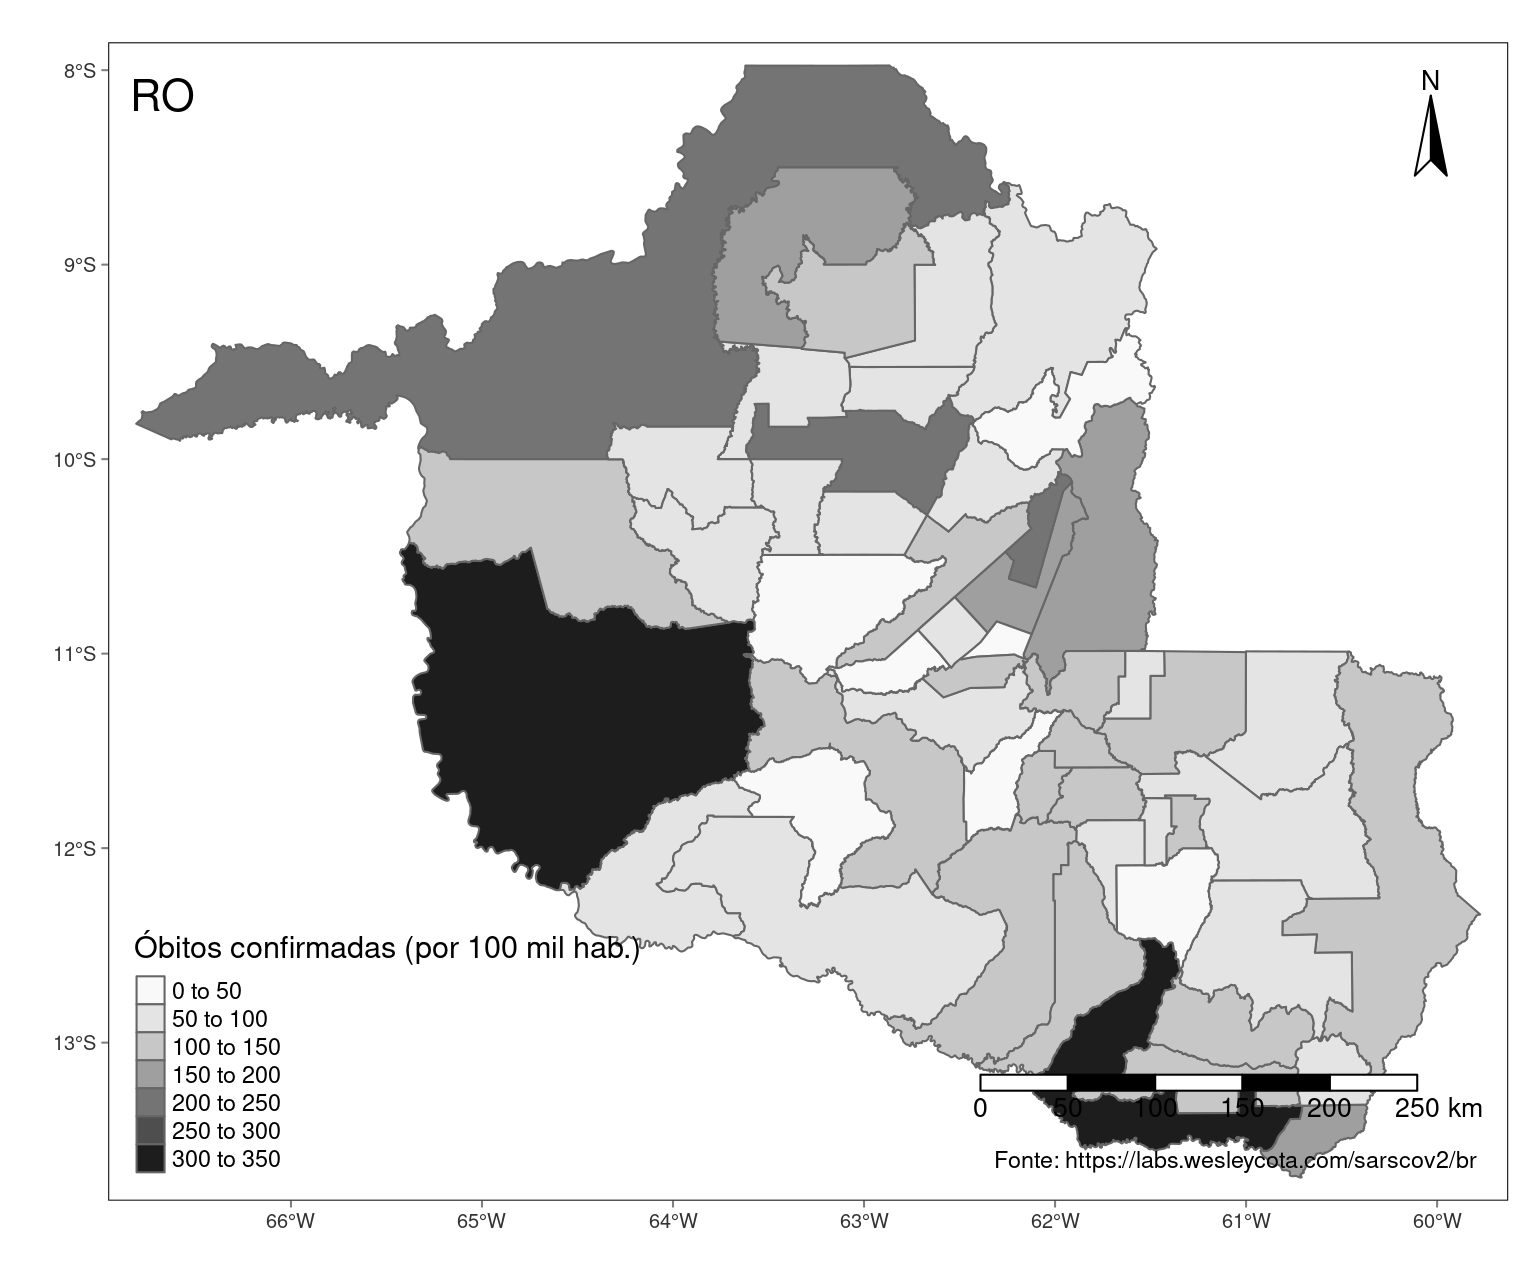 8°S
9°S
10°S
11°S
12°S
13°S
RO
N
Óbitos confirmadas (por 100 mil hab.)
0 to 50
50 to 100
100 to 150
150 to 200
200 to 250
250 to 300
300 to 350
0 50 100 150 200 250 km
Fonte: https://labs.wesleycota.com/sarscov2/br
66°W 65°W 64°W 63°W 62°W 61°W 60°W